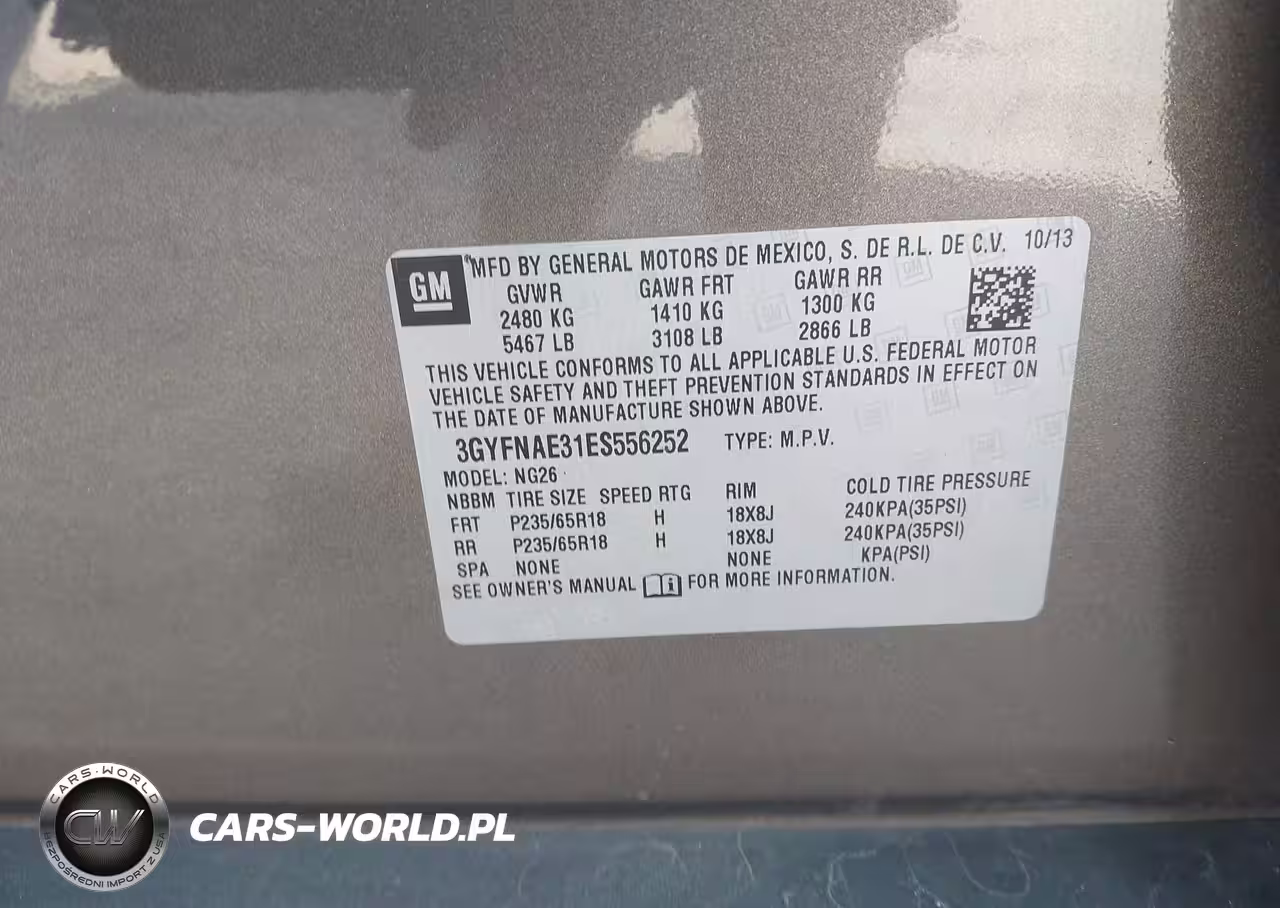 GM
MFD BY GENERAL MOTORS DE MEXICO, S. DE R.L. DE C.V. 10/13
GVWR GAWR FRT GAWR RR
2480 KG 1410 KG 1300 KG
5467 LB 3108 LB 2866 LB
THIS VEHICLE CONFORMS TO ALL APPLICABLE U.S. FEDERAL MOTOR
VEHICLE SAFETY AND THEFT PREVENTION STANDARDS IN EFFECT ON
THE DATE OF MANUFACTURE SHOWN ABOVE.
3GYFNAE31ES556252 TYPE: M.P.V.
MODEL: NG26
NBBM TIRE SIZE SPEED RTG RIM COLD TIRE PRESSURE
FRT P235/65R18 H 18X8J 240KPA(35PSI)
RR P235/65R18 H 18X8J 240KPA(35PSI)
SPA NONE NONE KPA(PSI)
SEE OWNER'S MANUAL FOR MORE INFORMATION.
CARS-WORLD
CW
BEZPOŚREDNI IMPORT Z USA
CARS-WORLD.PL